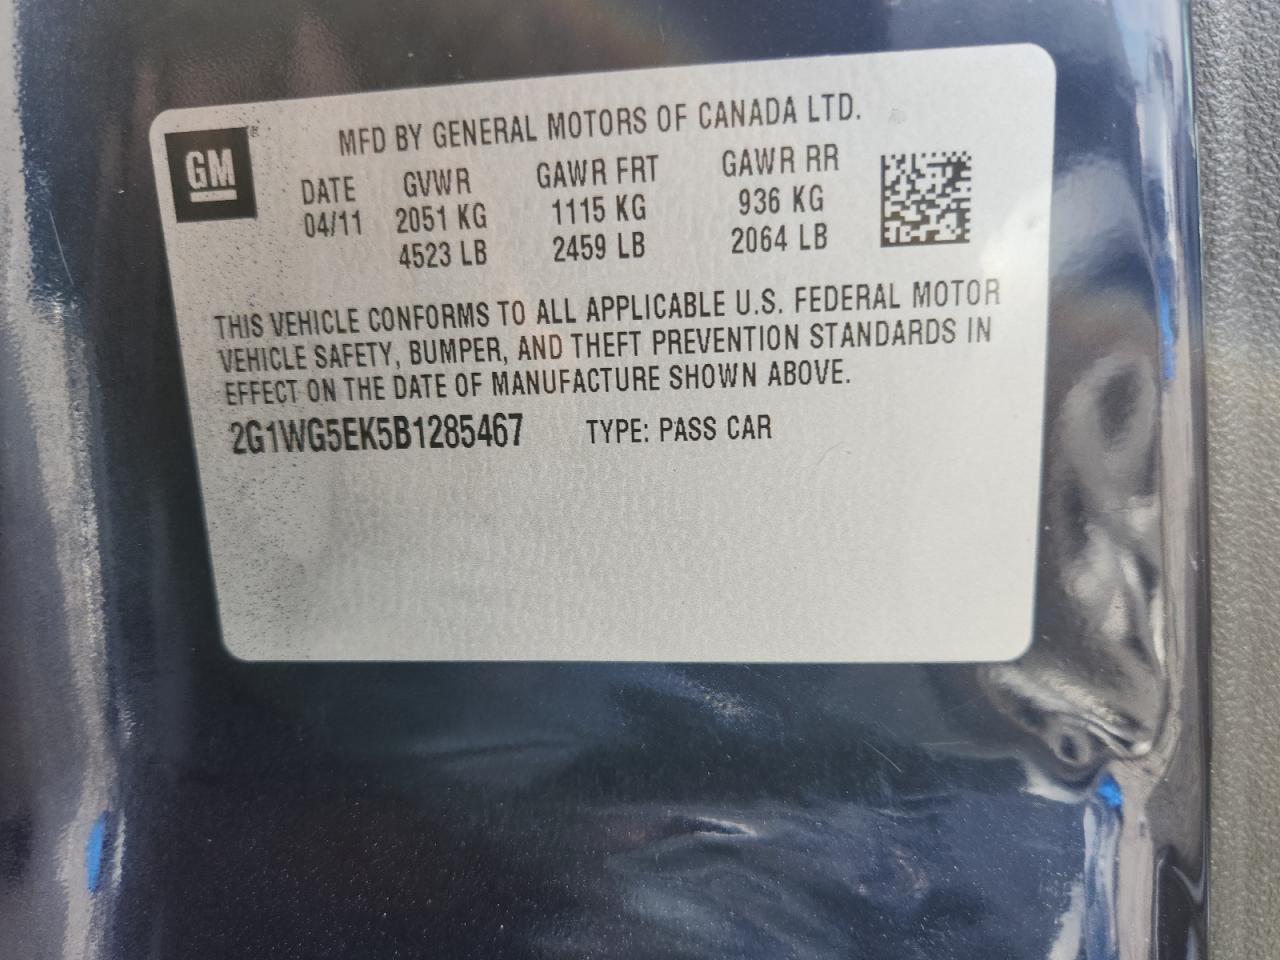 GM
MFD BY GENERAL MOTORS OF CANADA LTD.
DATE GVWR GAWR FRT GAWR RR
04/11 2051 KG 1115 KG 936 KG
4523 LB 2459 LB 2064 LB
THIS VEHICLE CONFORMS TO ALL APPLICABLE U.S. FEDERAL MOTOR
VEHICLE SAFETY, BUMPER, AND THEFT PREVENTION STANDARDS IN
EFFECT ON THE DATE OF MANUFACTURE SHOWN ABOVE.
2G1WG5EK5B1285467 TYPE: PASS CAR